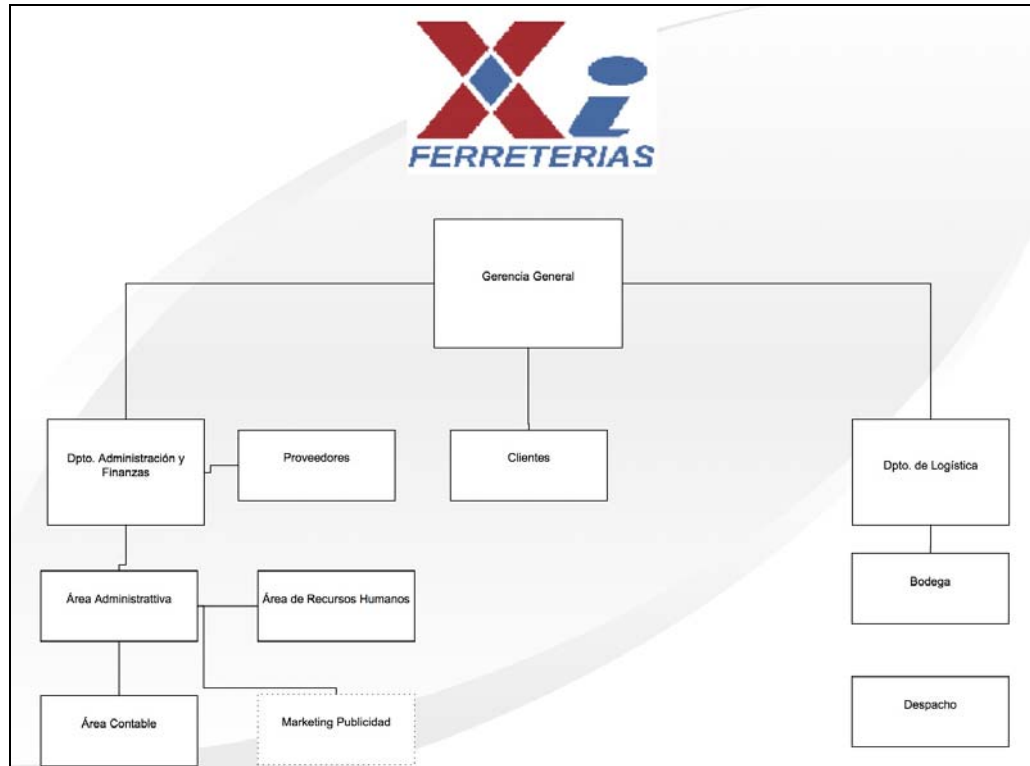 Xi
FERRETERIAS
Gerencia General
Dpto. Administración y
Finanzas
Proveedores
Clientes
Dpto. de Logística
Área Administrattiva
Área de Recursos Humanos
Bodega
Área Contable
Marketing Publicidad
Despacho